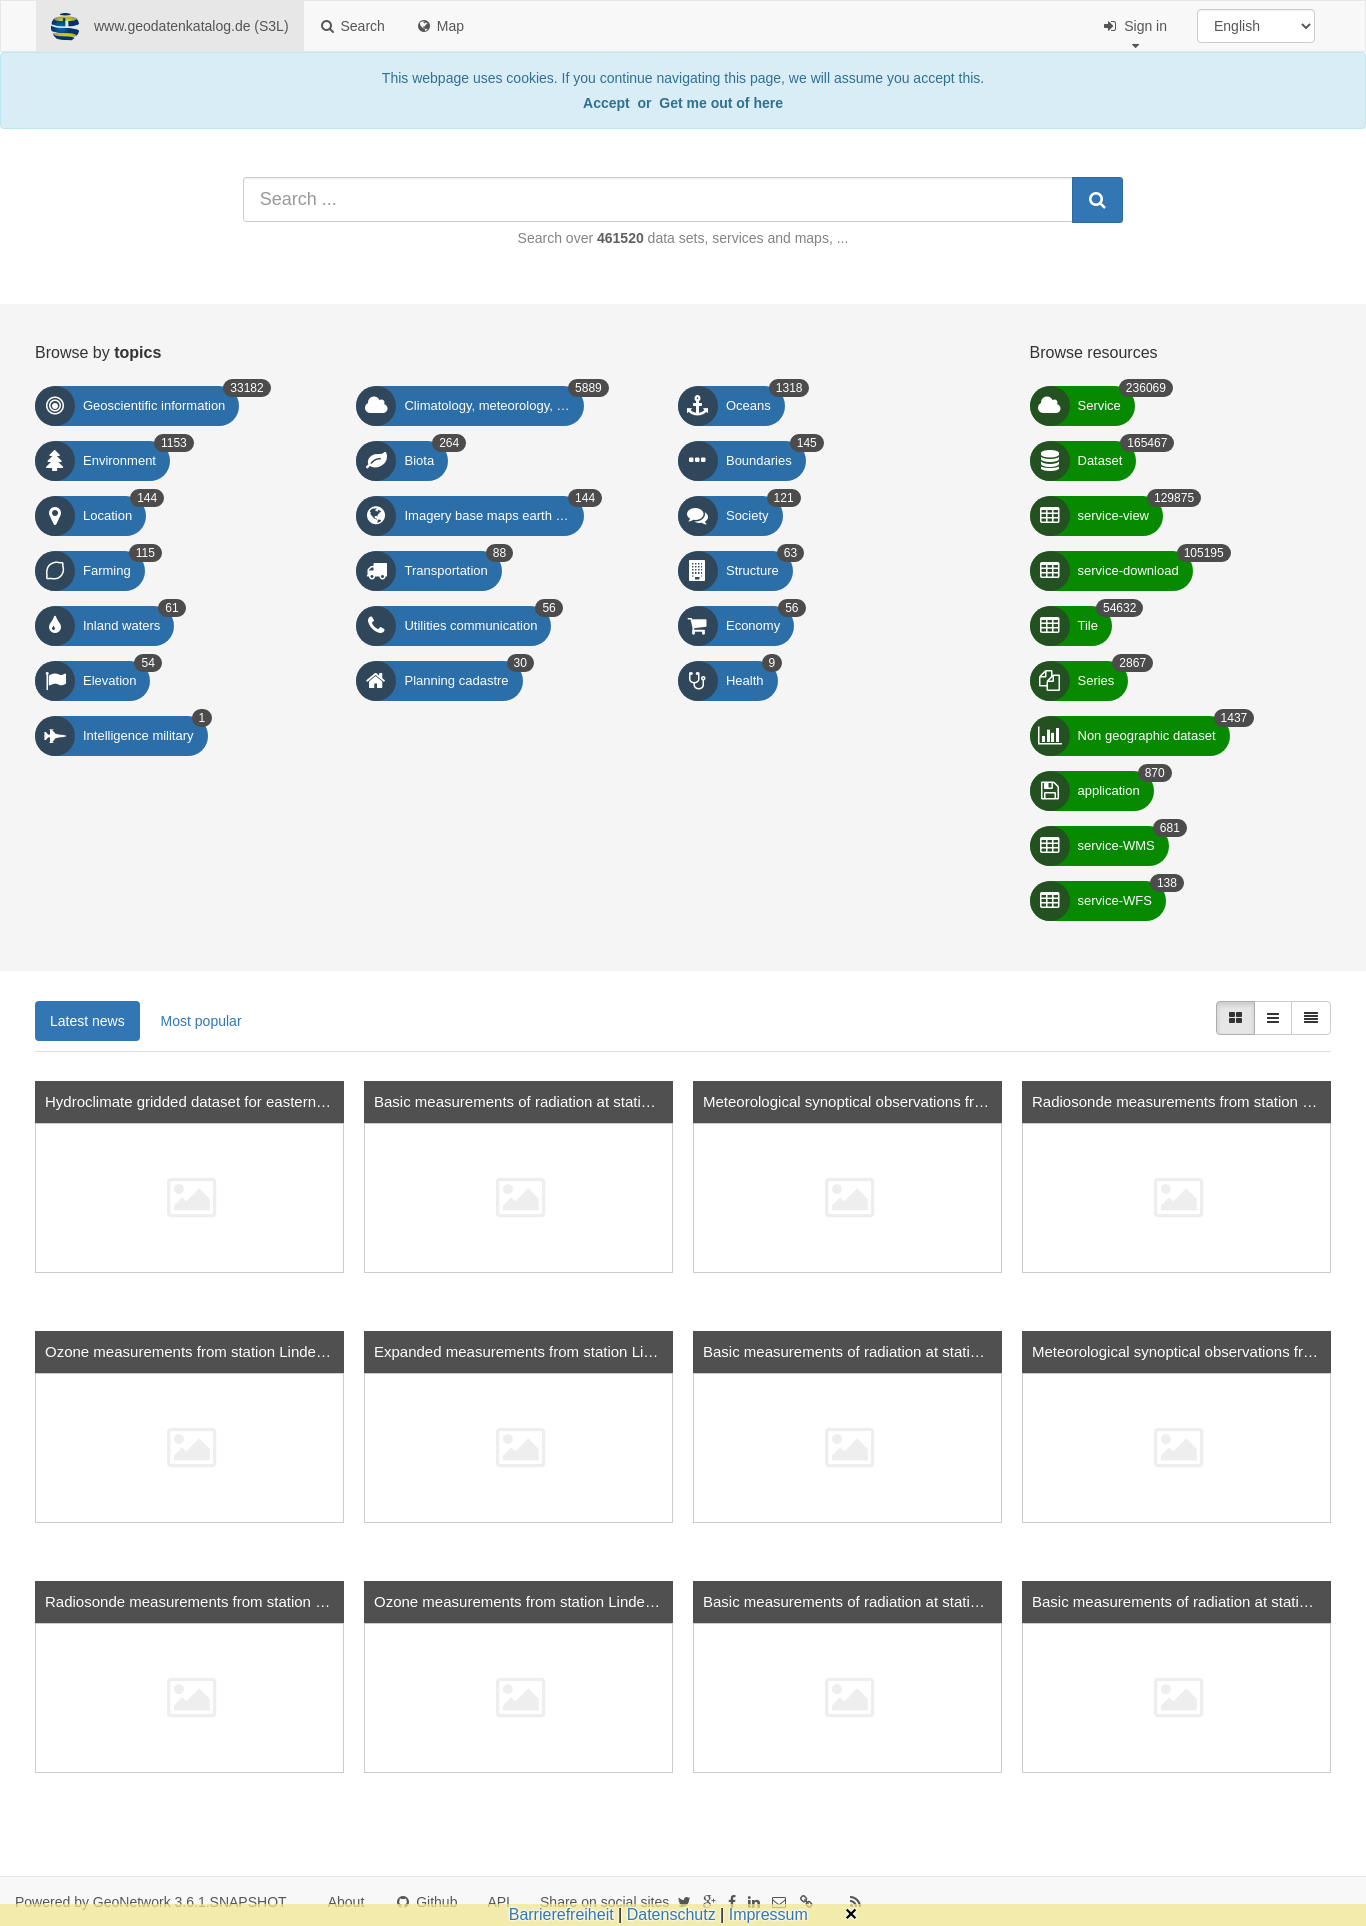 www.geodatenkatalog.de (S3L) Search Map Sign in English
This webpage uses cookies. If you continue navigating this page, we will assume you accept this.
Accept or Get me out of here
Search ...
Search over 461520 data sets, services and maps, ...
Browse by topics
Geoscientific information 33182
Climatology, meteorology, … 5889
Oceans 1318
Environment 1153
Biota 264
Boundaries 145
Location 144
Imagery base maps earth … 144
Society 121
Farming 115
Transportation 88
Structure 63
Inland waters 61
Utilities communication 56
Economy 56
Elevation 54
Planning cadastre 30
Health 9
Intelligence military 1
Browse resources
Service 236069
Dataset 165467
service-view 129875
service-download 105195
Tile 54632
Series 2867
Non geographic dataset 1437
application 870
service-WMS 681
service-WFS 138
Latest news Most popular
Hydroclimate gridded dataset for eastern…
Basic measurements of radiation at stati…
Meteorological synoptical observations fr…
Radiosonde measurements from station …
Ozone measurements from station Linde…
Expanded measurements from station Li…
Basic measurements of radiation at stati…
Meteorological synoptical observations fr…
Radiosonde measurements from station …
Ozone measurements from station Linde…
Basic measurements of radiation at stati…
Basic measurements of radiation at stati…
Powered by GeoNetwork 3.6.1.SNAPSHOT About Github API Share on social sites
Barrierefreiheit | Datenschutz | Impressum ×